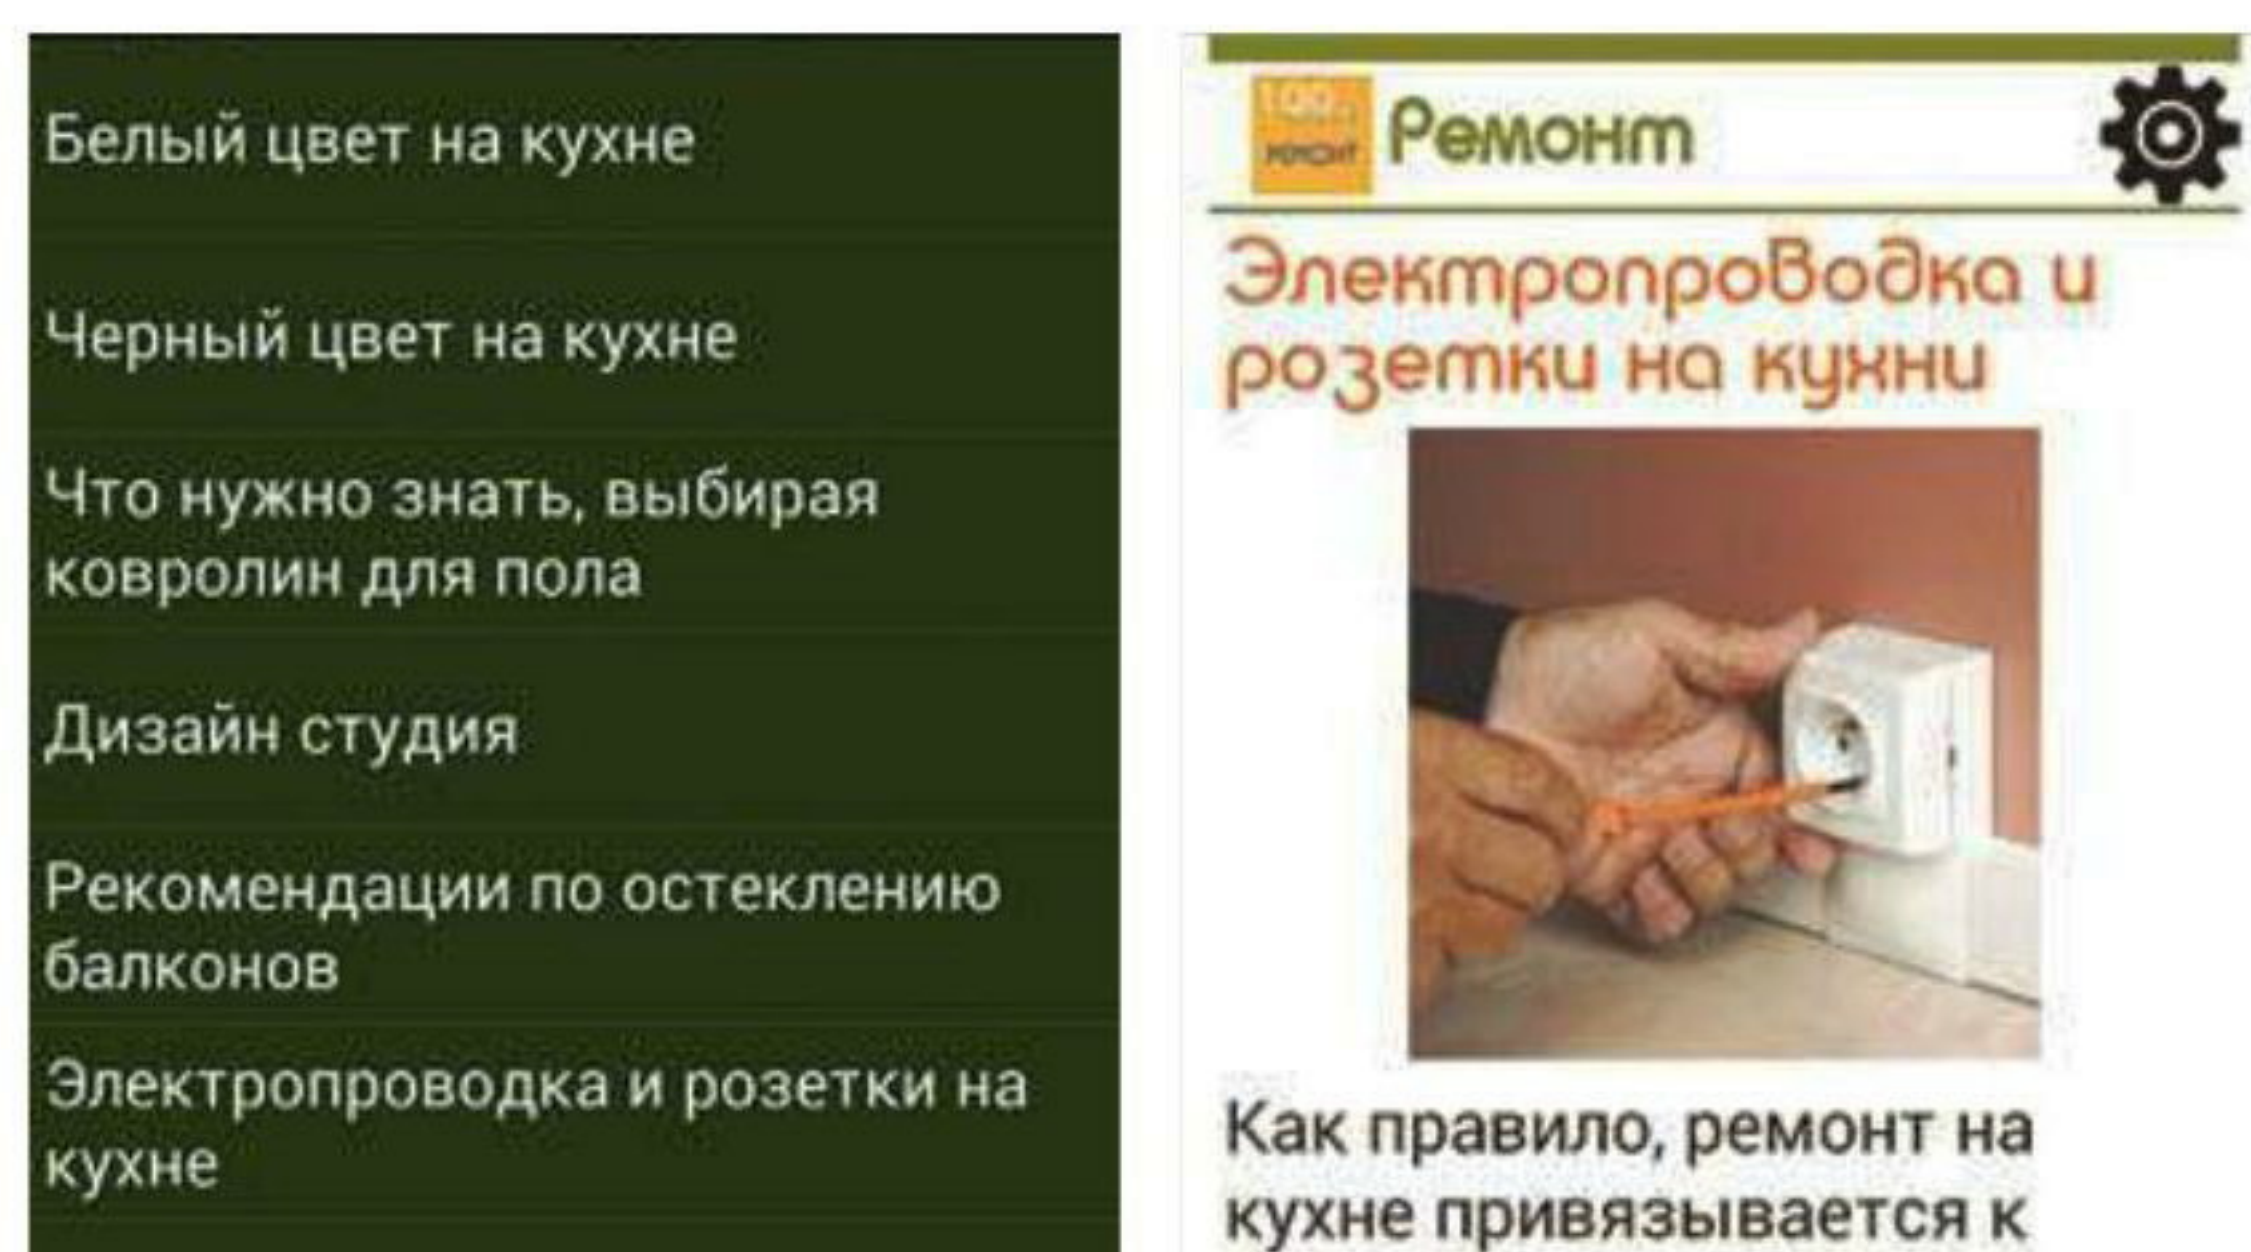 Белый цвет на кухне
Черный цвет на кухне
Что нужно знать, выбирая
ковролин для пола
Дизайн студия
Рекомендации по остеклению
балконов
Электропроводка и розетки на
кухне
Ремонт
Электропроводка и
розетки на кухни
Как правило, ремонт на
кухне привязывается к